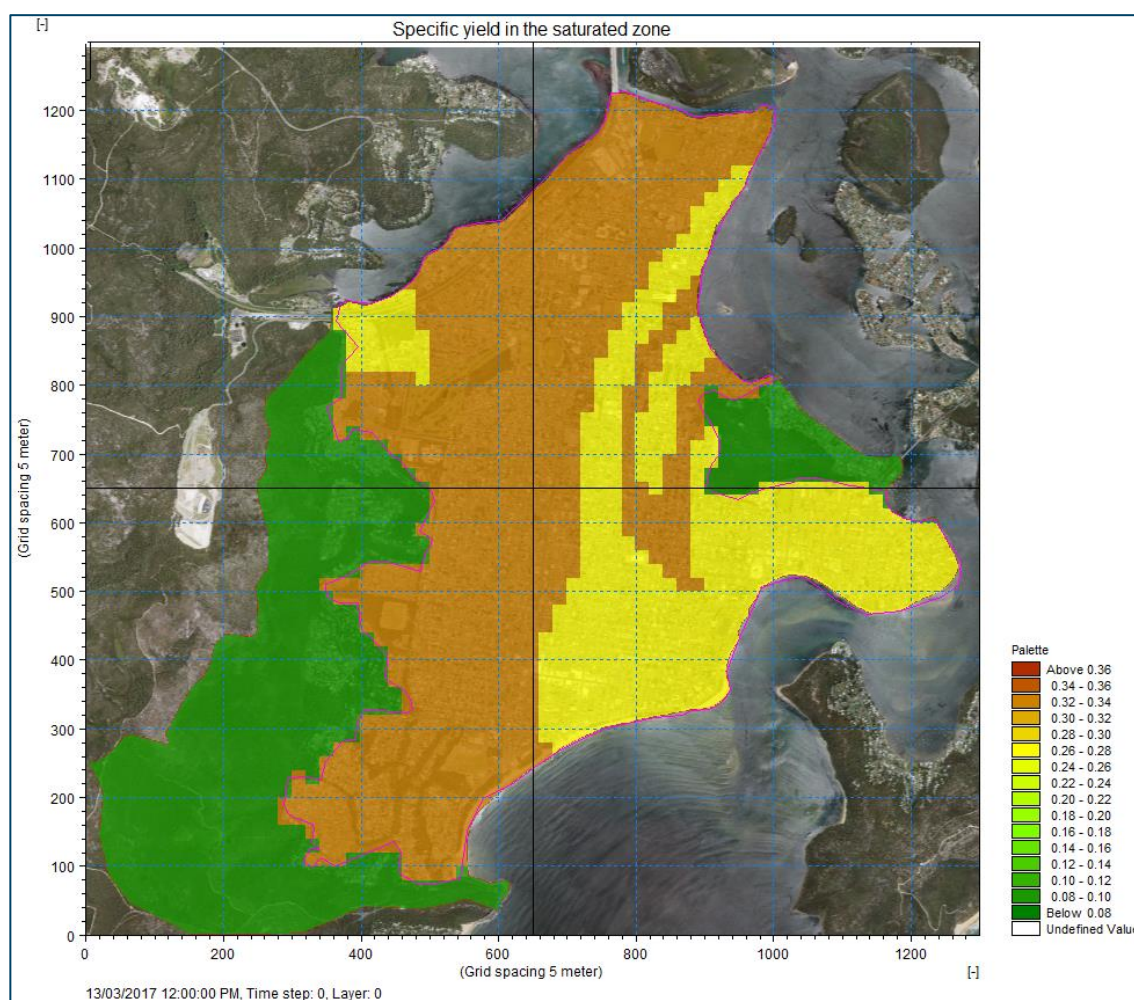 [-]
Specific yield in the saturated zone
1200
1100
1000
900
800
700
600
500
400
300
200
100
0
(Grid spacing 5 meter)
0 200 400 600 800 1000 1200
(Grid spacing 5 meter)
[-]
13/03/2017 12:00:00 PM, Time step: 0, Layer: 0
Palette
Above 0.36
0.34 - 0.36
0.32 - 0.34
0.30 - 0.32
0.28 - 0.30
0.26 - 0.28
0.24 - 0.26
0.22 - 0.24
0.20 - 0.22
0.18 - 0.20
0.16 - 0.18
0.14 - 0.16
0.12 - 0.14
0.10 - 0.12
0.08 - 0.10
Below 0.08
Undefined Value